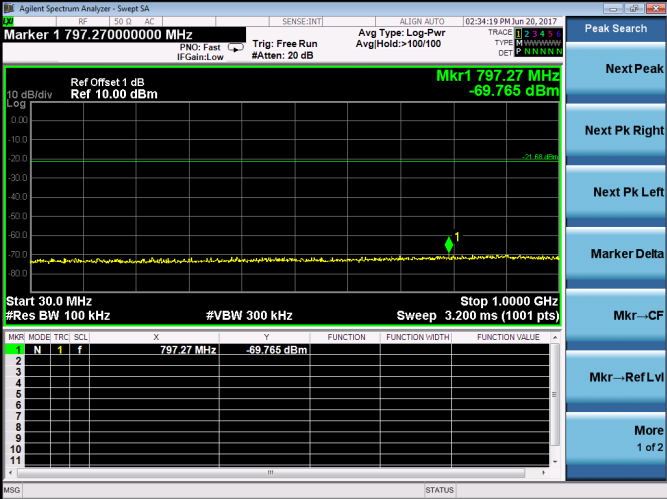 Agilent Spectrum Analyzer - Swept SA
RF 50 Ω AC SENSE:INT ALIGN AUTO 02:34:19 PM Jun 20, 2017
Marker 1 797.270000000 MHz
PNO: Fast
IFGain:Low
Trig: Free Run
#Atten: 20 dB
Avg Type: Log-Pwr
Avg|Hold:>100/100
TRACE 1 2 3 4 5 6
TYPE MWWWWW
DET P N N N N N
Peak Search
Next Peak
Next Pk Right
Next Pk Left
Marker Delta
Mkr→CF
Mkr→Ref Lvl
More
1 of 2
Ref Offset 1 dB
10 dB/div Ref 10.00 dBm
Log
Mkr1 797.27 MHz
-69.765 dBm
0.00
-10.0
-20.0
-21.68 dBm
-30.0
-40.0
-50.0
-60.0
1
-70.0
-80.0
Start 30.0 MHz Stop 1.0000 GHz
#Res BW 100 kHz #VBW 300 kHz Sweep 3.200 ms (1001 pts)
MKR MODE TRC SCL X Y FUNCTION FUNCTION WIDTH FUNCTION VALUE
1 N 1 f 797.27 MHz -69.765 dBm
2
3
4
5
6
7
8
9
10
11
MSG STATUS